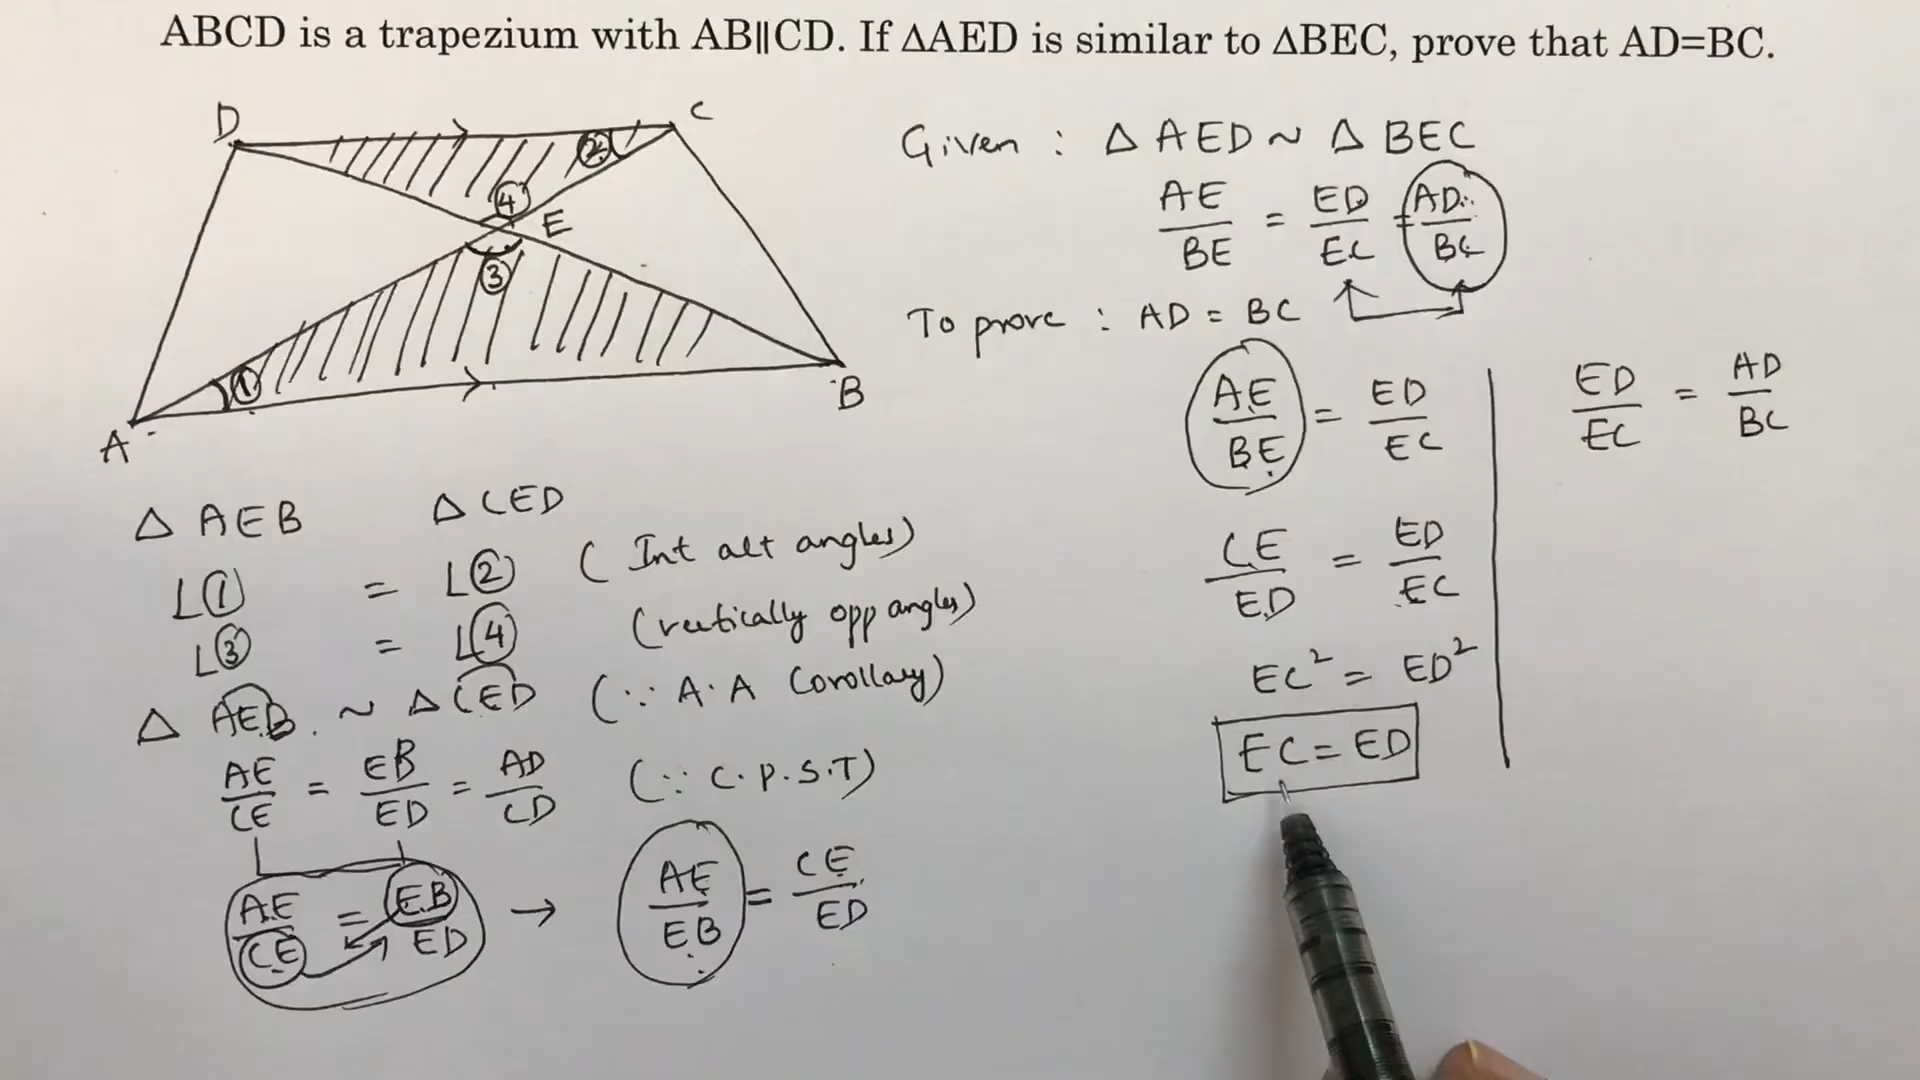 ABCD is a trapezium with AB∥CD. If ΔAED is similar to ΔBEC, prove that AD=BC.
D
C
②
④
E
③
①
A
B
Given : Δ AED ~ Δ BEC
AE/BE = ED/EC = AD/BC
To prove : AD = BC
AE/BE = ED/EC
CE/ED = ED/EC
EC² = ED²
EC = ED
ED/EC = AD/BC
Δ AEB Δ CED
∠① = ∠② (Int alt angles)
∠③ = ∠④ (vertically opp angles)
Δ AEB ~ Δ CED (∵ A.A Corollary)
AE/CE = EB/ED = AD/CD (∵ C.P.S.T)
AE/CE = EB/ED → AE/EB = CE/ED